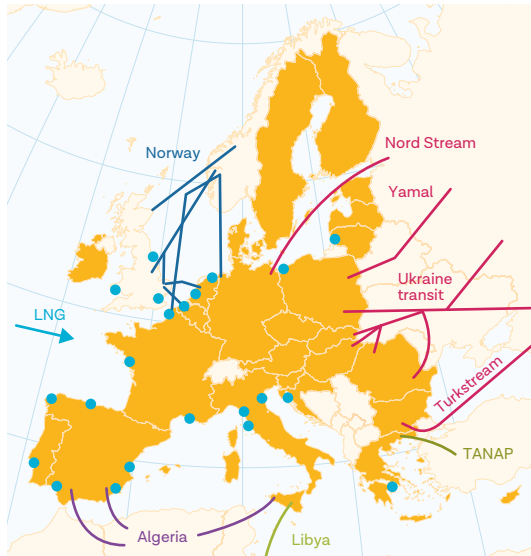 Norway
Nord Stream
Yamal
Ukraine
transit
LNG
Turkstream
TANAP
Algeria
Libya